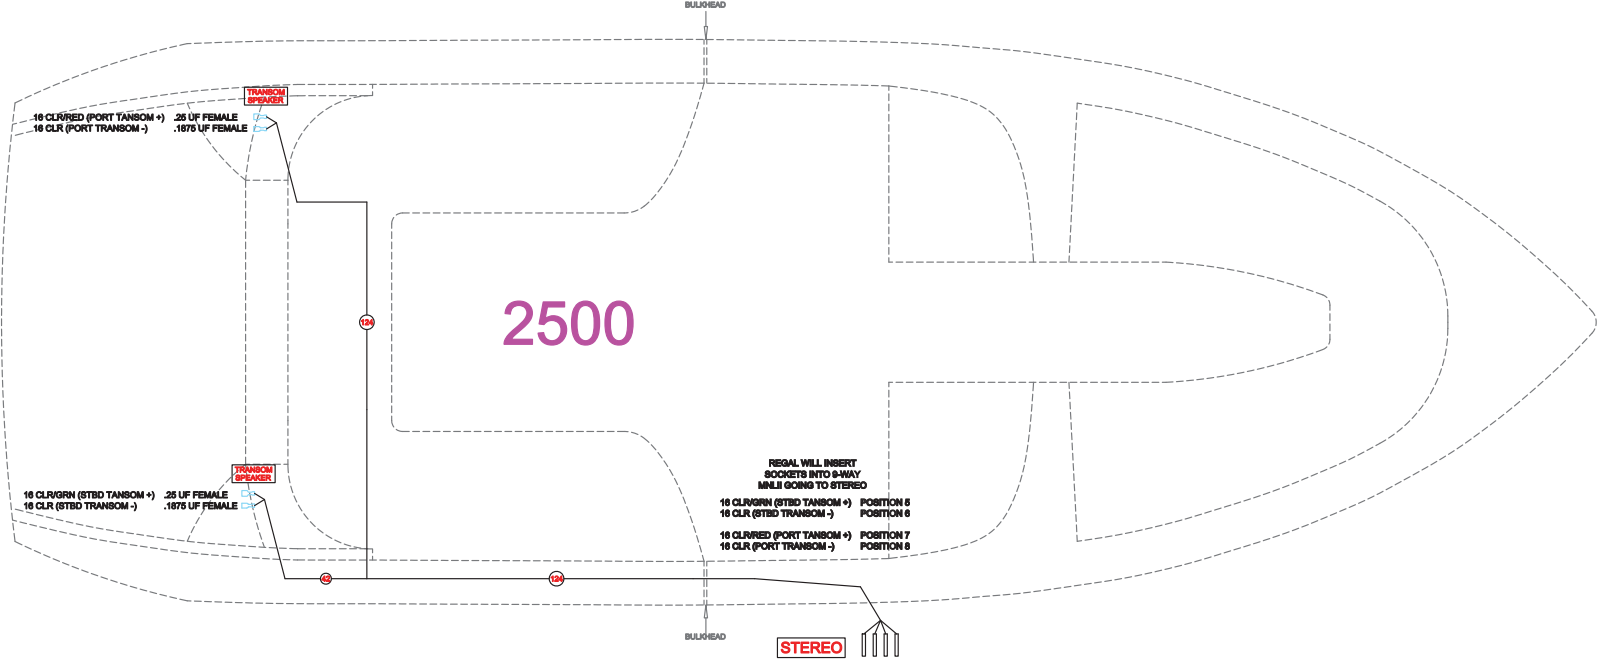 BULKHEAD
TRANSOM
SPEAKER
16 CLR/RED (PORT TANSOM +) .25 UF FEMALE
16 CLR (PORT TRANSOM -) .1875 UF FEMALE
124
2500
TRANSOM
SPEAKER
16 CLR/GRN (STBD TANSOM +) .25 UF FEMALE
16 CLR (STBD TRANSOM -) .1875 UF FEMALE
REGAL WILL INSERT
SOCKETS INTO 9-WAY
MNLII GOING TO STEREO
16 CLR/GRN (STBD TANSOM +) POSITION 5
16 CLR (STBD TRANSOM -) POSITION 6
16 CLR/RED (PORT TANSOM +) POSITION 7
16 CLR (PORT TRANSOM -) POSITION 8
42
124
BULKHEAD
STEREO